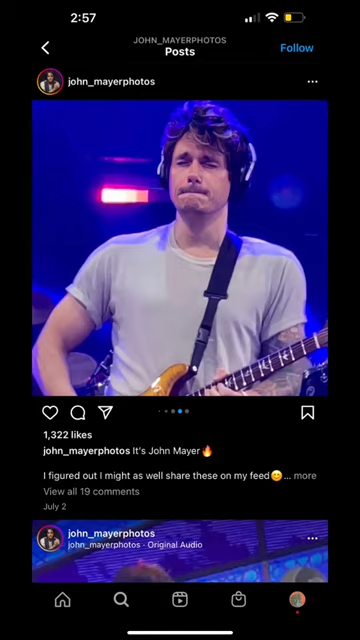 2:57
JOHN_MAYERPHOTOS
Posts
Follow
john_mayerphotos
1,322 likes
john_mayerphotos It's John Mayer🔥
I figured out I might as well share these on my feed😊... more
View all 19 comments
July 2
john_mayerphotos
john_mayerphotos · Original Audio